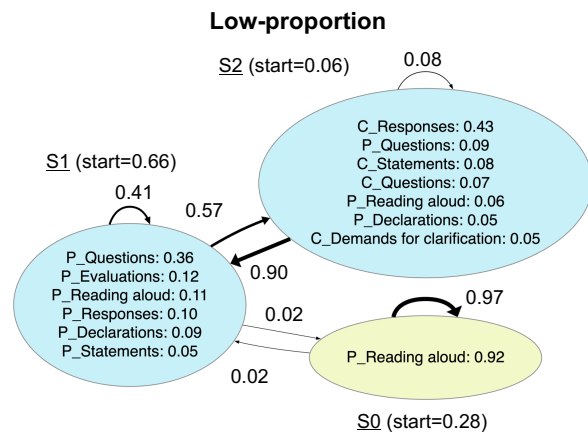 Low-proportion
S2 (start=0.06)
0.08
C_Responses: 0.43
P_Questions: 0.09
C_Statements: 0.08
C_Questions: 0.07
P_Reading aloud: 0.06
P_Declarations: 0.05
C_Demands for clarification: 0.05
S1 (start=0.66)
0.41
0.57
0.90
P_Questions: 0.36
P_Evaluations: 0.12
P_Reading aloud: 0.11
P_Responses: 0.10
P_Declarations: 0.09
P_Statements: 0.05
0.02
0.02
0.97
P_Reading aloud: 0.92
S0 (start=0.28)